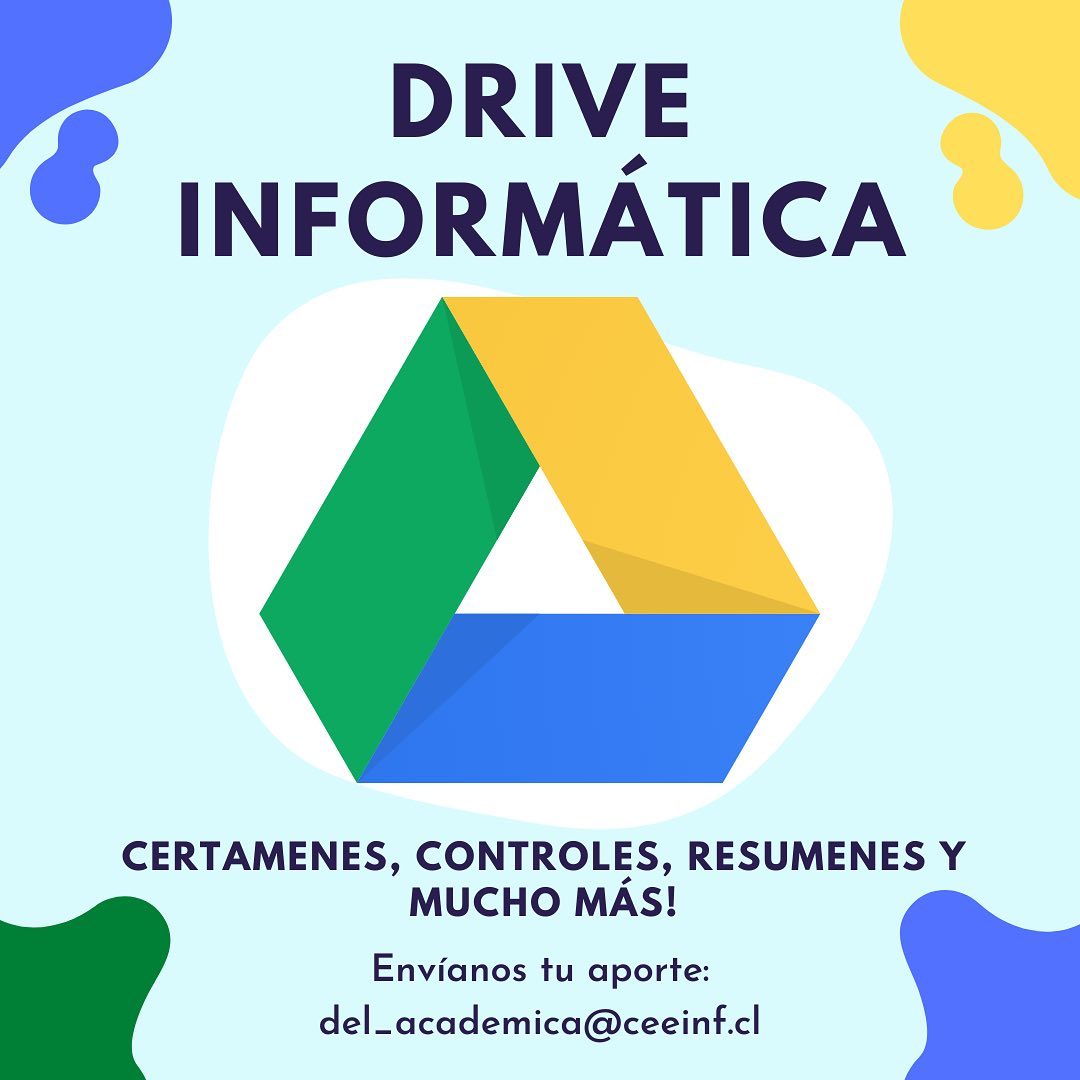 DRIVE
INFORMÁTICA
CERTAMENES, CONTROLES, RESUMENES Y
MUCHO MÁS!
Envíanos tu aporte:
del_academica@ceeinf.cl